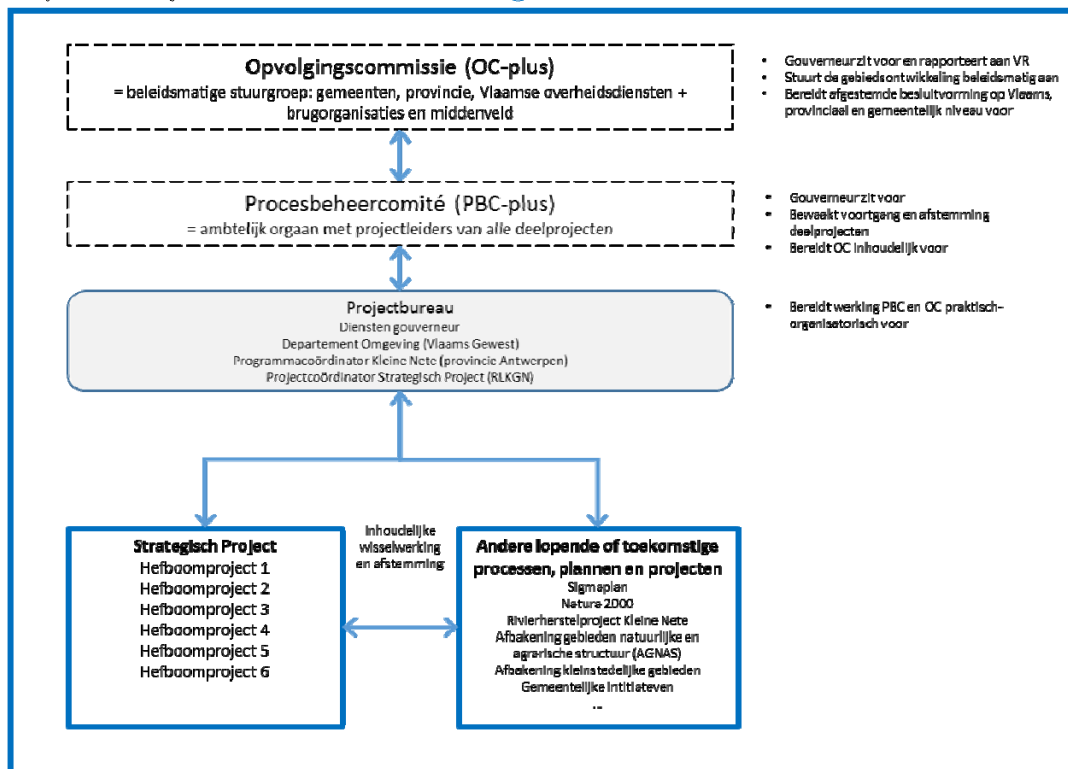 Opvolgingscommissie (OC-plus)
= beleidsmatige stuurgroep: gemeenten, provincie, Vlaamse overheidsdiensten +
brugorganisaties en middenveld
• Gouverneur zit voor en rapporteert aan VR
• Stuurt de gebiedsontwikkeling beleidsmatig aan
• Bereidt afgestemde besluitvorming op Vlaams,
provinciaal en gemeentelijk niveau voor
Procesbeheercomité (PBC-plus)
= ambtelijk orgaan met projectleiders van alle deelprojecten
• Gouverneur zit voor
• Bewaakt voortgang en afstemming
deelprojecten
• Bereidt OC inhoudelijk voor
Projectbureau
Diensten gouverneur
Departement Omgeving (Vlaams Gewest)
Programmacoördinator Kleine Nete (provincie Antwerpen)
Projectcoördinator Strategisch Project (RLKGN)
• Bereidt werking PBC en OC praktisch-
organisatorisch voor
Strategisch Project
Hefboomproject 1
Hefboomproject 2
Hefboomproject 3
Hefboomproject 4
Hefboomproject 5
Hefboomproject 6
Inhoudelijke
wisselwerking
en afstemming
Andere lopende of toekomstige
processen, plannen en projecten
Sigmaplan
Natura 2000
Rivierherstelproject Kleine Nete
Afbakening gebieden natuurlijke en
agrarische structuur (AGNAS)
Afbakening kleinstedelijke gebieden
Gemeentelijke intitiateven
...